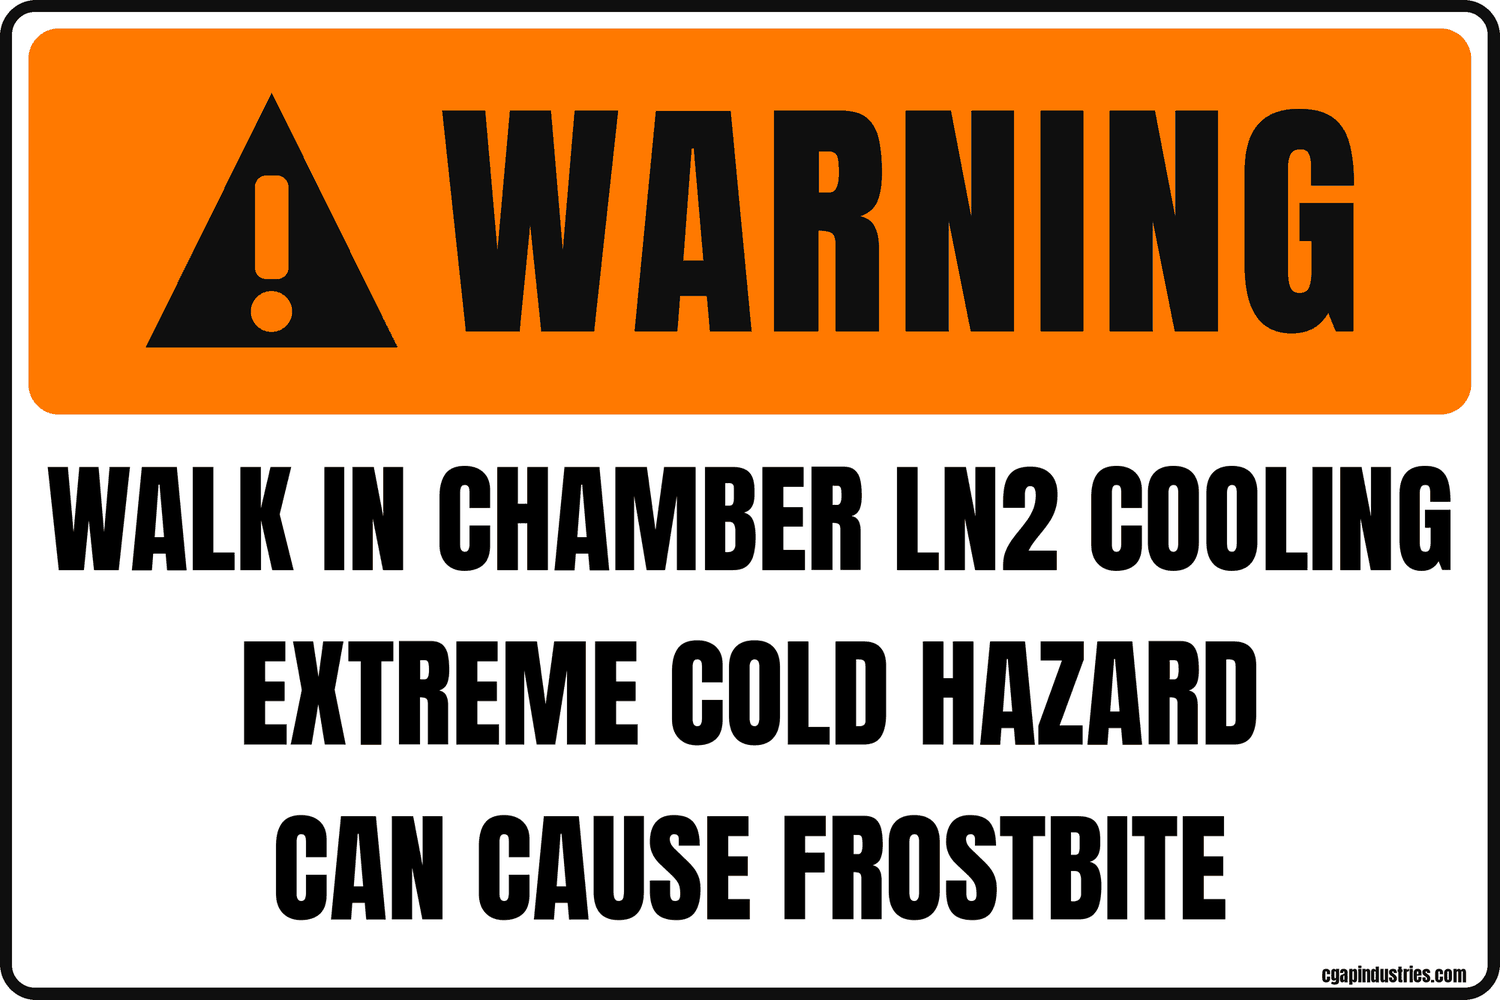 WARNING
WALK IN CHAMBER LN2 COOLING
EXTREME COLD HAZARD
CAN CAUSE FROSTBITE
cgapindustries.com